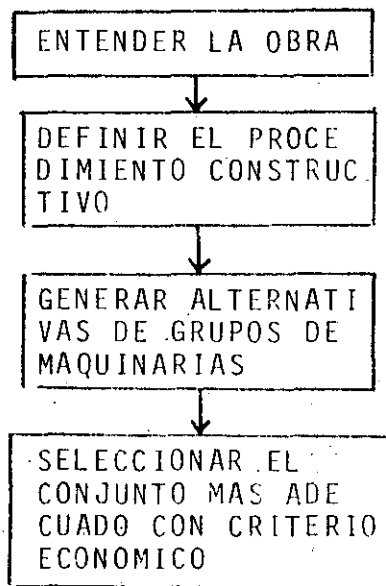 ENTENDER LA OBRA
DEFINIR EL PROCE
DIMIENTO CONSTRUC
TIVO
GENERAR ALTERNATI
VAS DE GRUPOS DE
MAQUINARIAS
SELECCIONAR EL
CONJUNTO MAS ADE
CUADO CON CRITERIO
ECONOMICO